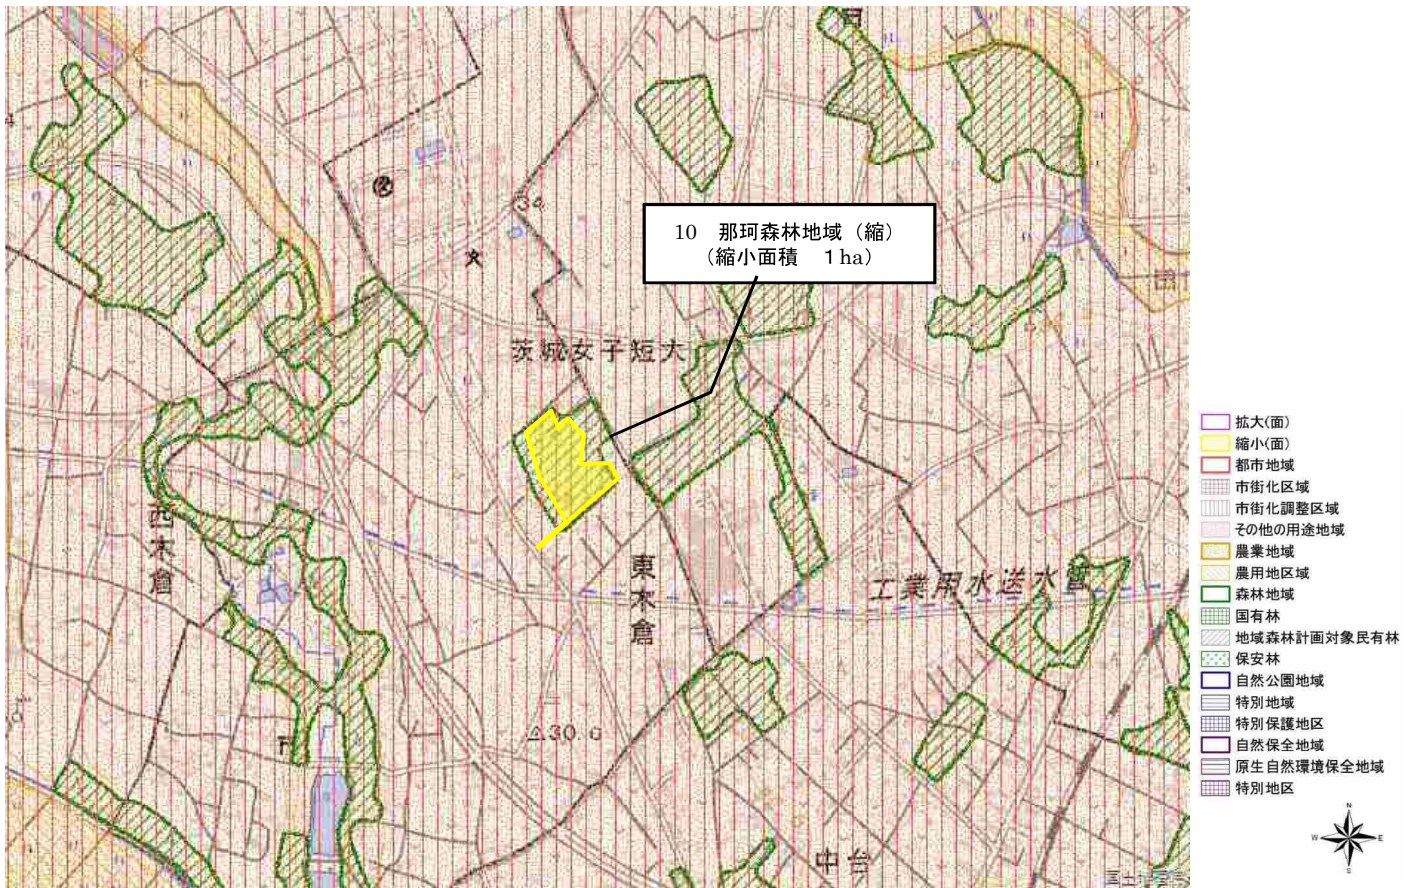 10 那珂森林地域（縮）
（縮小面積 1ha）
茨城女子短大
西木倉
東木倉
工業用水送水管
中台
30.6
34
拡大(面)
縮小(面)
都市地域
市街化区域
市街化調整区域
その他の用途地域
農業地域
農用地区域
森林地域
国有林
地域森林計画対象民有林
保安林
自然公園地域
特別地域
特別保護地区
自然保全地域
原生自然環境保全地域
特別地区
N
W
E
S